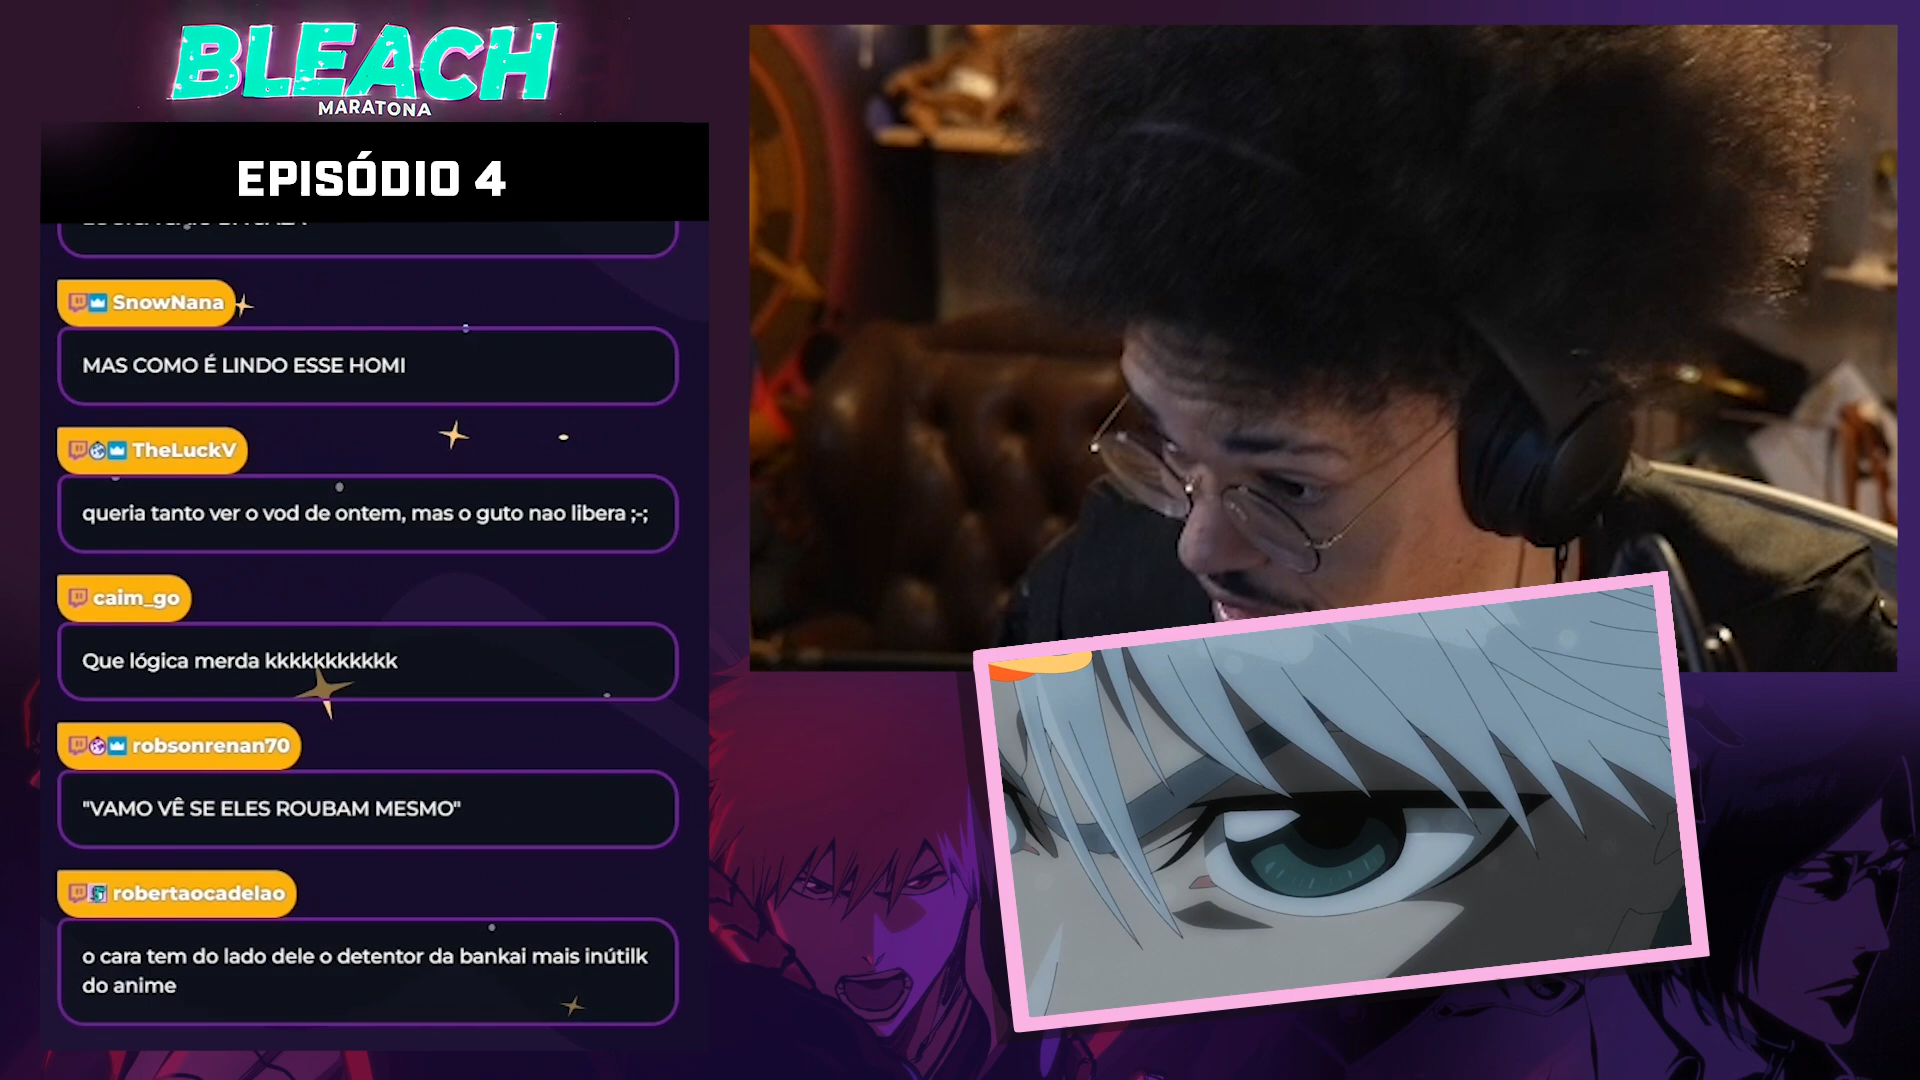 BLEACH
MARATONA
EPISÓDIO 4
SnowNana
MAS COMO É LINDO ESSE HOMI
TheLuckV
queria tanto ver o vod de ontem, mas o guto nao libera ;-;
caim_go
Que lógica merda kkkkkkkkkkk
robsonrenan70
"VAMO VÊ SE ELES ROUBAM MESMO"
robertaocadelao
o cara tem do lado dele o detentor da bankai mais inútilk
do anime